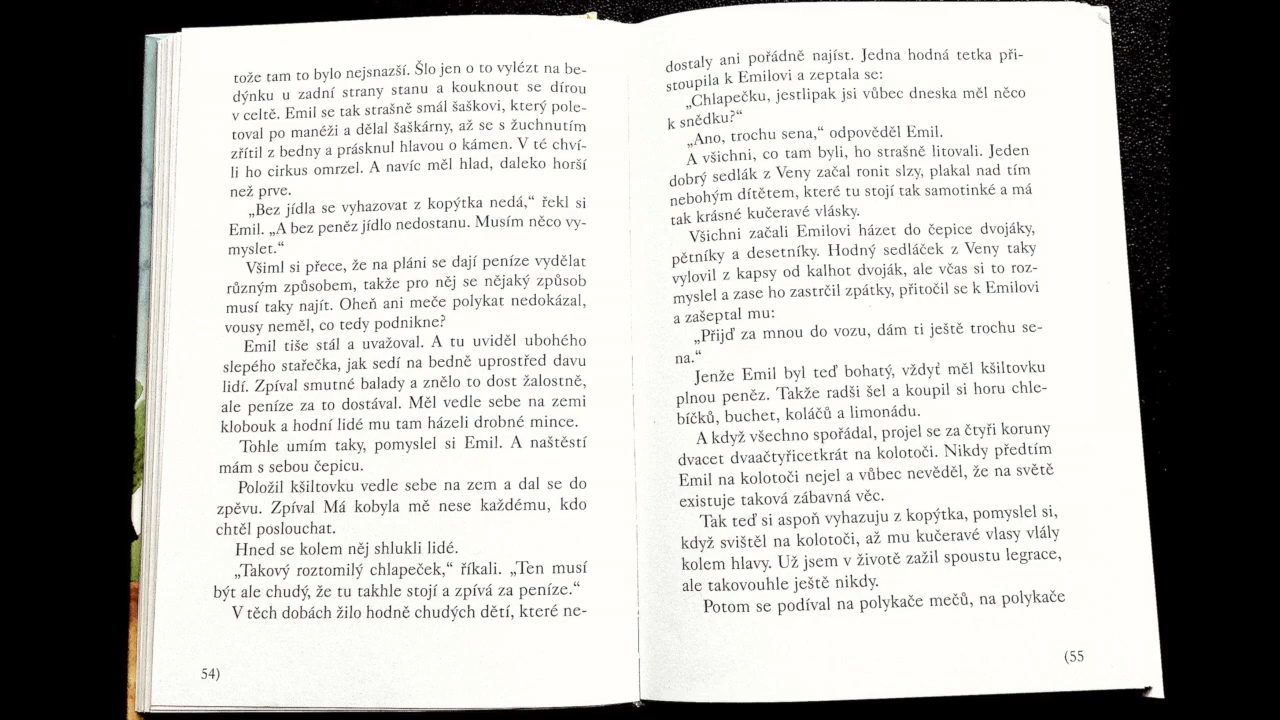 tože tam to bylo nejsnazší. Šlo jen o to vylézt na be-
dýnku u zadní strany stanu a kouknout se dírou
v celtě. Emil se tak strašně smál šaškovi, který pole-
toval po manéži a dělal šaškárny, až se s žuchnutím
zřítil z bedny a prásknul hlavou o kámen. V té chví-
li ho cirkus omrzel. A navíc měl hlad, daleko horší
než prve.
„Bez jídla se vyhazovat z kopýtka nedá,“ řekl si
Emil. „A bez peněz jídlo nedostanu. Musím něco vy-
myslet.“
Všiml si přece, že na pláni se dají peníze vydělat
různým způsobem, takže pro něj se nějaký způsob
musí taky najít. Oheň ani meče polykat nedokázal,
vousy neměl, co tedy podnikne?
Emil tiše stál a uvažoval. A tu uviděl ubohého
slepého stařečka, jak sedí na bedně uprostřed davu
lidí. Zpíval smutné balady a znělo to dost žalostně,
ale peníze za to dostával. Měl vedle sebe na zemi
klobouk a hodní lidé mu tam házeli drobné mince.
Tohle umím taky, pomyslel si Emil. A naštěstí
mám s sebou čepicu.
Položil kšiltovku vedle sebe na zem a dal se do
zpěvu. Zpíval Má kobyla mě nese každému, kdo
chtěl poslouchat.
Hned se kolem něj shlukli lidé.
„Takový roztomilý chlapeček,“ říkali. „Ten musí
být ale chudý, že tu takhle stojí a zpívá za peníze.“
V těch dobách žilo hodně chudých dětí, které ne-
54)
dostaly ani pořádně najíst. Jedna hodná tetka při-
stoupila k Emilovi a zeptala se:
„Chlapečku, jestlipak jsi vůbec dneska měl něco
k snědku?“
„Ano, trochu sena,“ odpověděl Emil.
A všichni, co tam byli, ho strašně litovali. Jeden
dobrý sedlák z Veny začal ronit slzy, plakal nad tím
nebohým dítětem, které tu stojí tak samotinké a má
tak krásné kučeravé vlásky.
Všichni začali Emilovi házet do čepice dvojáky,
pětníky a desetníky. Hodný sedláček z Veny taky
vylovil z kapsy od kalhot dvoják, ale včas si to roz-
myslel a zase ho zastrčil zpátky, přitočil se k Emilovi
a zašeptal mu:
„Přijď za mnou do vozu, dám ti ještě trochu se-
na.“
Jenže Emil byl teď bohatý, vždyť měl kšiltovku
plnou peněz. Takže radši šel a koupil si horu chle-
bíčků, buchet, koláčů a limonádu.
A když všechno spořádal, projel se za čtyři koruny
dvacet dvaačtyřicetkrát na kolotoči. Nikdy předtím
Emil na kolotoči nejel a vůbec nevěděl, že na světě
existuje taková zábavná věc.
Tak teď si aspoň vyhazuju z kopýtka, pomyslel si,
když svištěl na kolotoči, až mu kučeravé vlasy vlály
kolem hlavy. Už jsem v životě zažil spoustu legrace,
ale takovouhle ještě nikdy.
Potom se podíval na polykače mečů, na polykače
(55